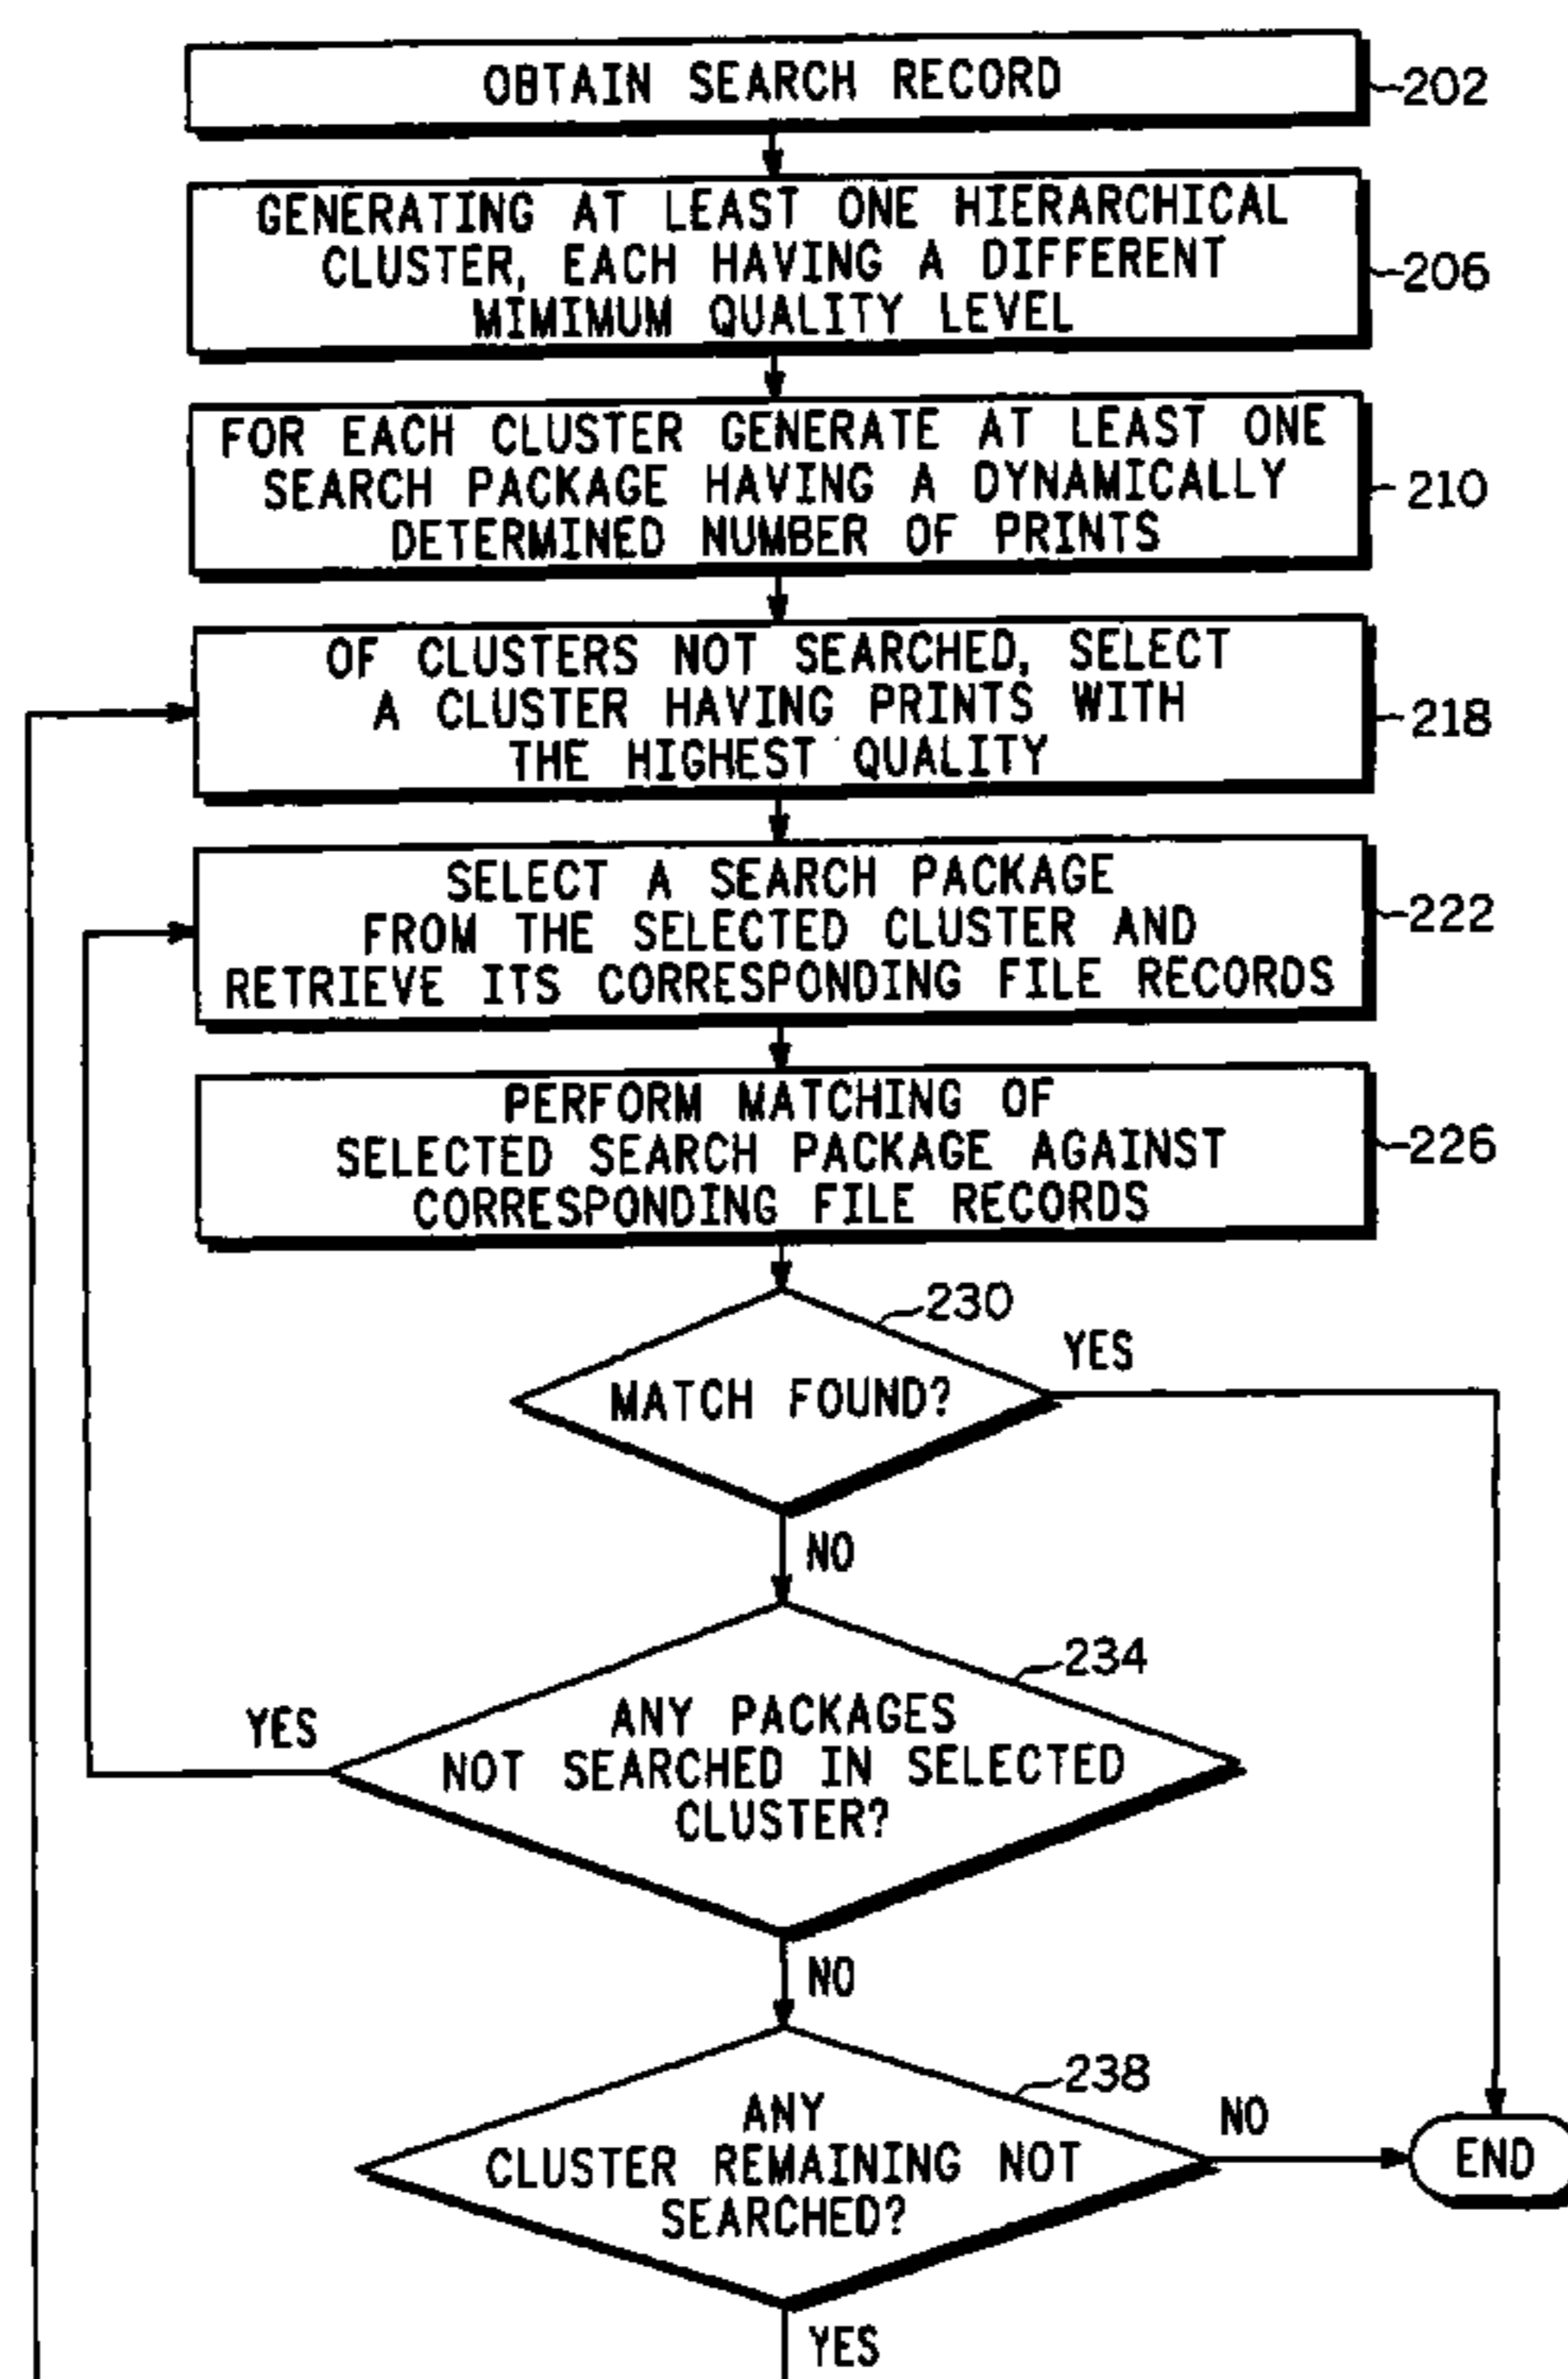 OBTAIN SEARCH RECORD
202
GENERATING AT LEAST ONE HIERARCHICAL
CLUSTER, EACH HAVING A DIFFERENT
MIMIMUM QUALITY LEVEL
206
FOR EACH CLUSTER GENERATE AT LEAST ONE
SEARCH PACKAGE HAVING A DYNAMICALLY
DETERMINED NUMBER OF PRINTS
210
OF CLUSTERS NOT SEARCHED, SELECT
A CLUSTER HAVING PRINTS WITH
THE HIGHEST QUALITY
218
SELECT A SEARCH PACKAGE
FROM THE SELECTED CLUSTER AND
RETRIEVE ITS CORRESPONDING FILE RECORDS
222
PERFORM MATCHING OF
SELECTED SEARCH PACKAGE AGAINST
CORRESPONDING FILE RECORDS
226
230
YES
MATCH FOUND?
NO
234
YES
ANY PACKAGES
NOT SEARCHED IN SELECTED
CLUSTER?
NO
238
NO
ANY
CLUSTER REMAINING NOT
SEARCHED?
END
YES